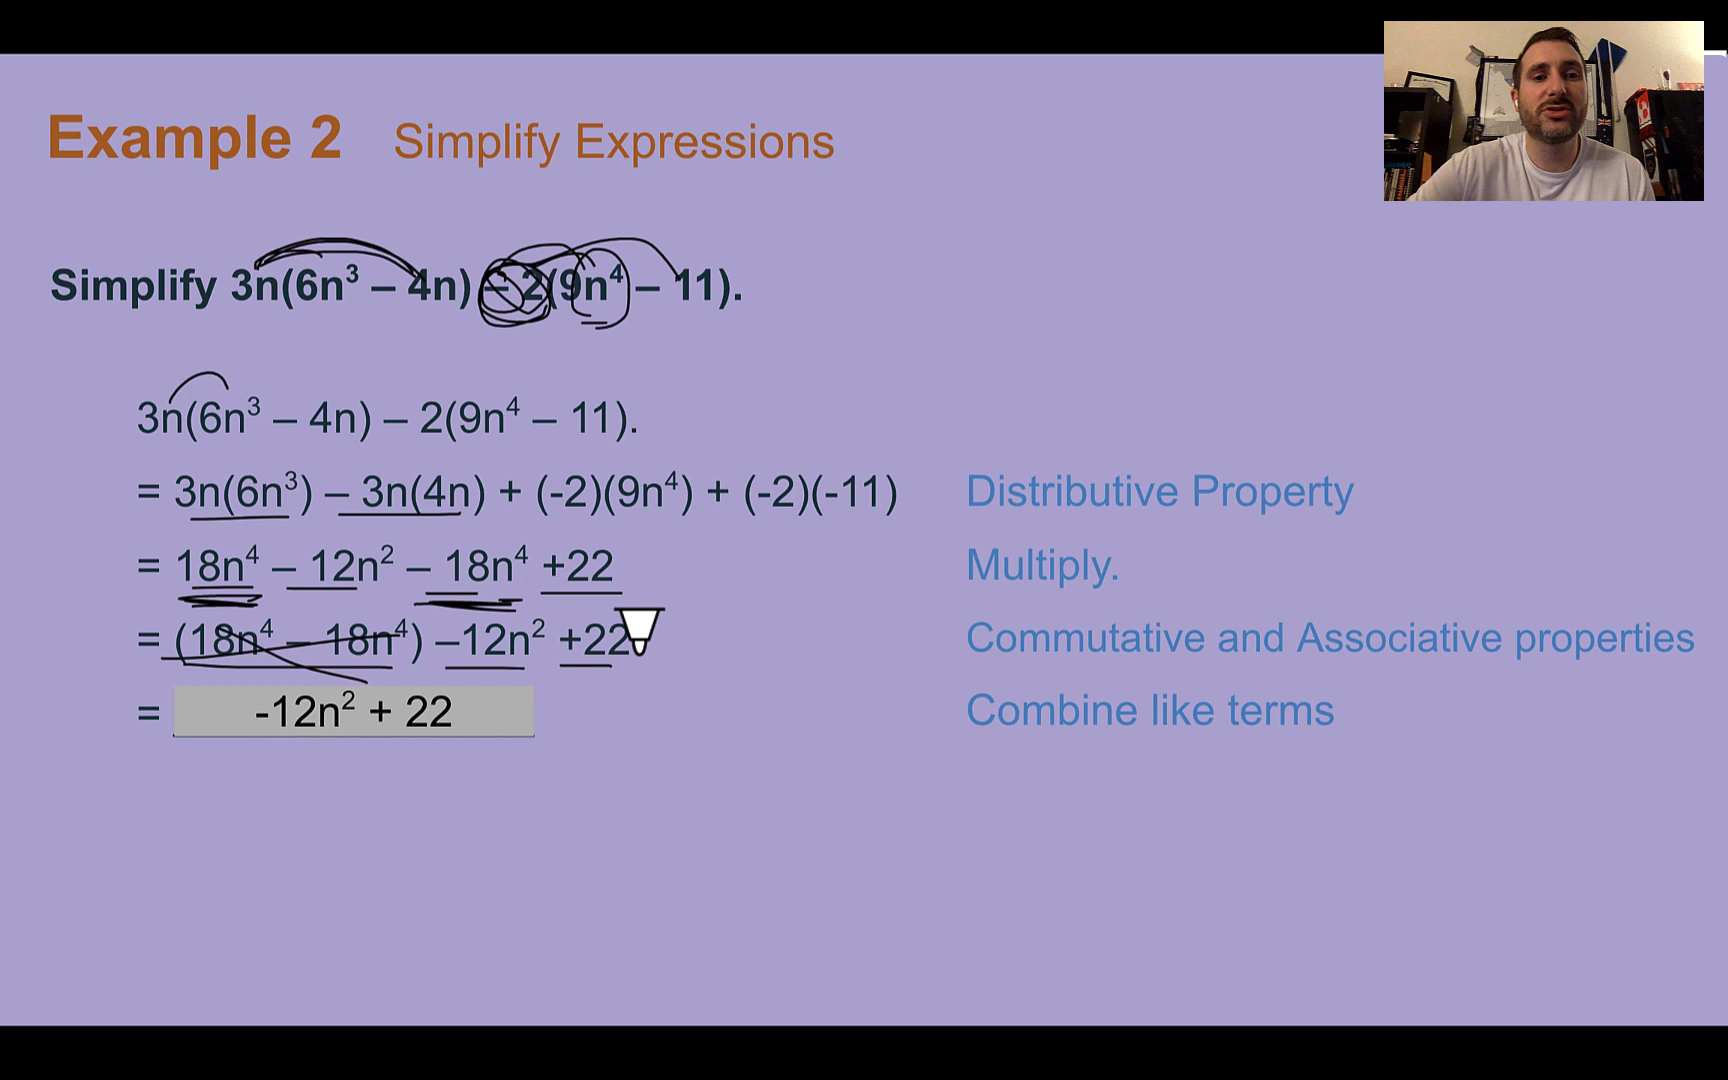 Example 2 Simplify Expressions
Simplify 3n(6n³ – 4n) – 2(9n⁴ – 11).
3n(6n³ – 4n) – 2(9n⁴ – 11).
= 3n(6n³) – 3n(4n) + (-2)(9n⁴) + (-2)(-11) Distributive Property
= 18n⁴ – 12n² – 18n⁴ +22 Multiply.
= (18n⁴ – 18n⁴) –12n² +22 Commutative and Associative properties
= -12n² + 22 Combine like terms